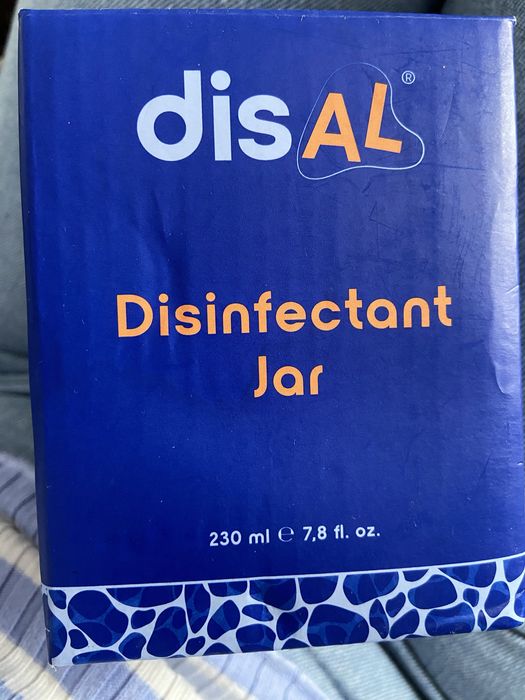 disAL®
Disinfectant
Jar
230 ml ℮ 7,8 fl. oz.